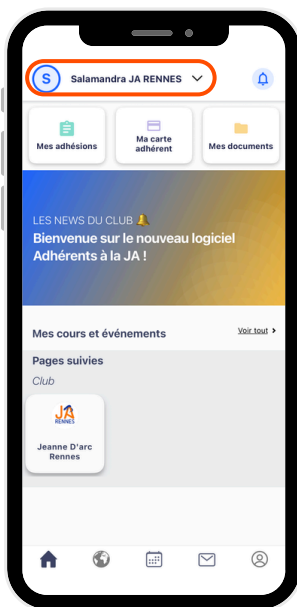 S Salamandra JA RENNES
Mes adhésions
Ma carte
adhérent
Mes documents
LES NEWS DU CLUB
Bienvenue sur le nouveau logiciel
Adhérents à la JA !
Mes cours et événements
Voir tout >
Pages suivies
Club
JA
RENNES
Jeanne D'arc
Rennes